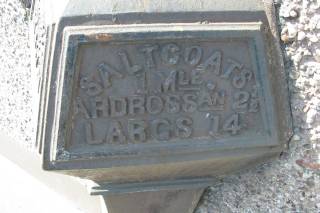 SALTCOATS
1 MLE
ARDROSSAN 2½
LARGS 14